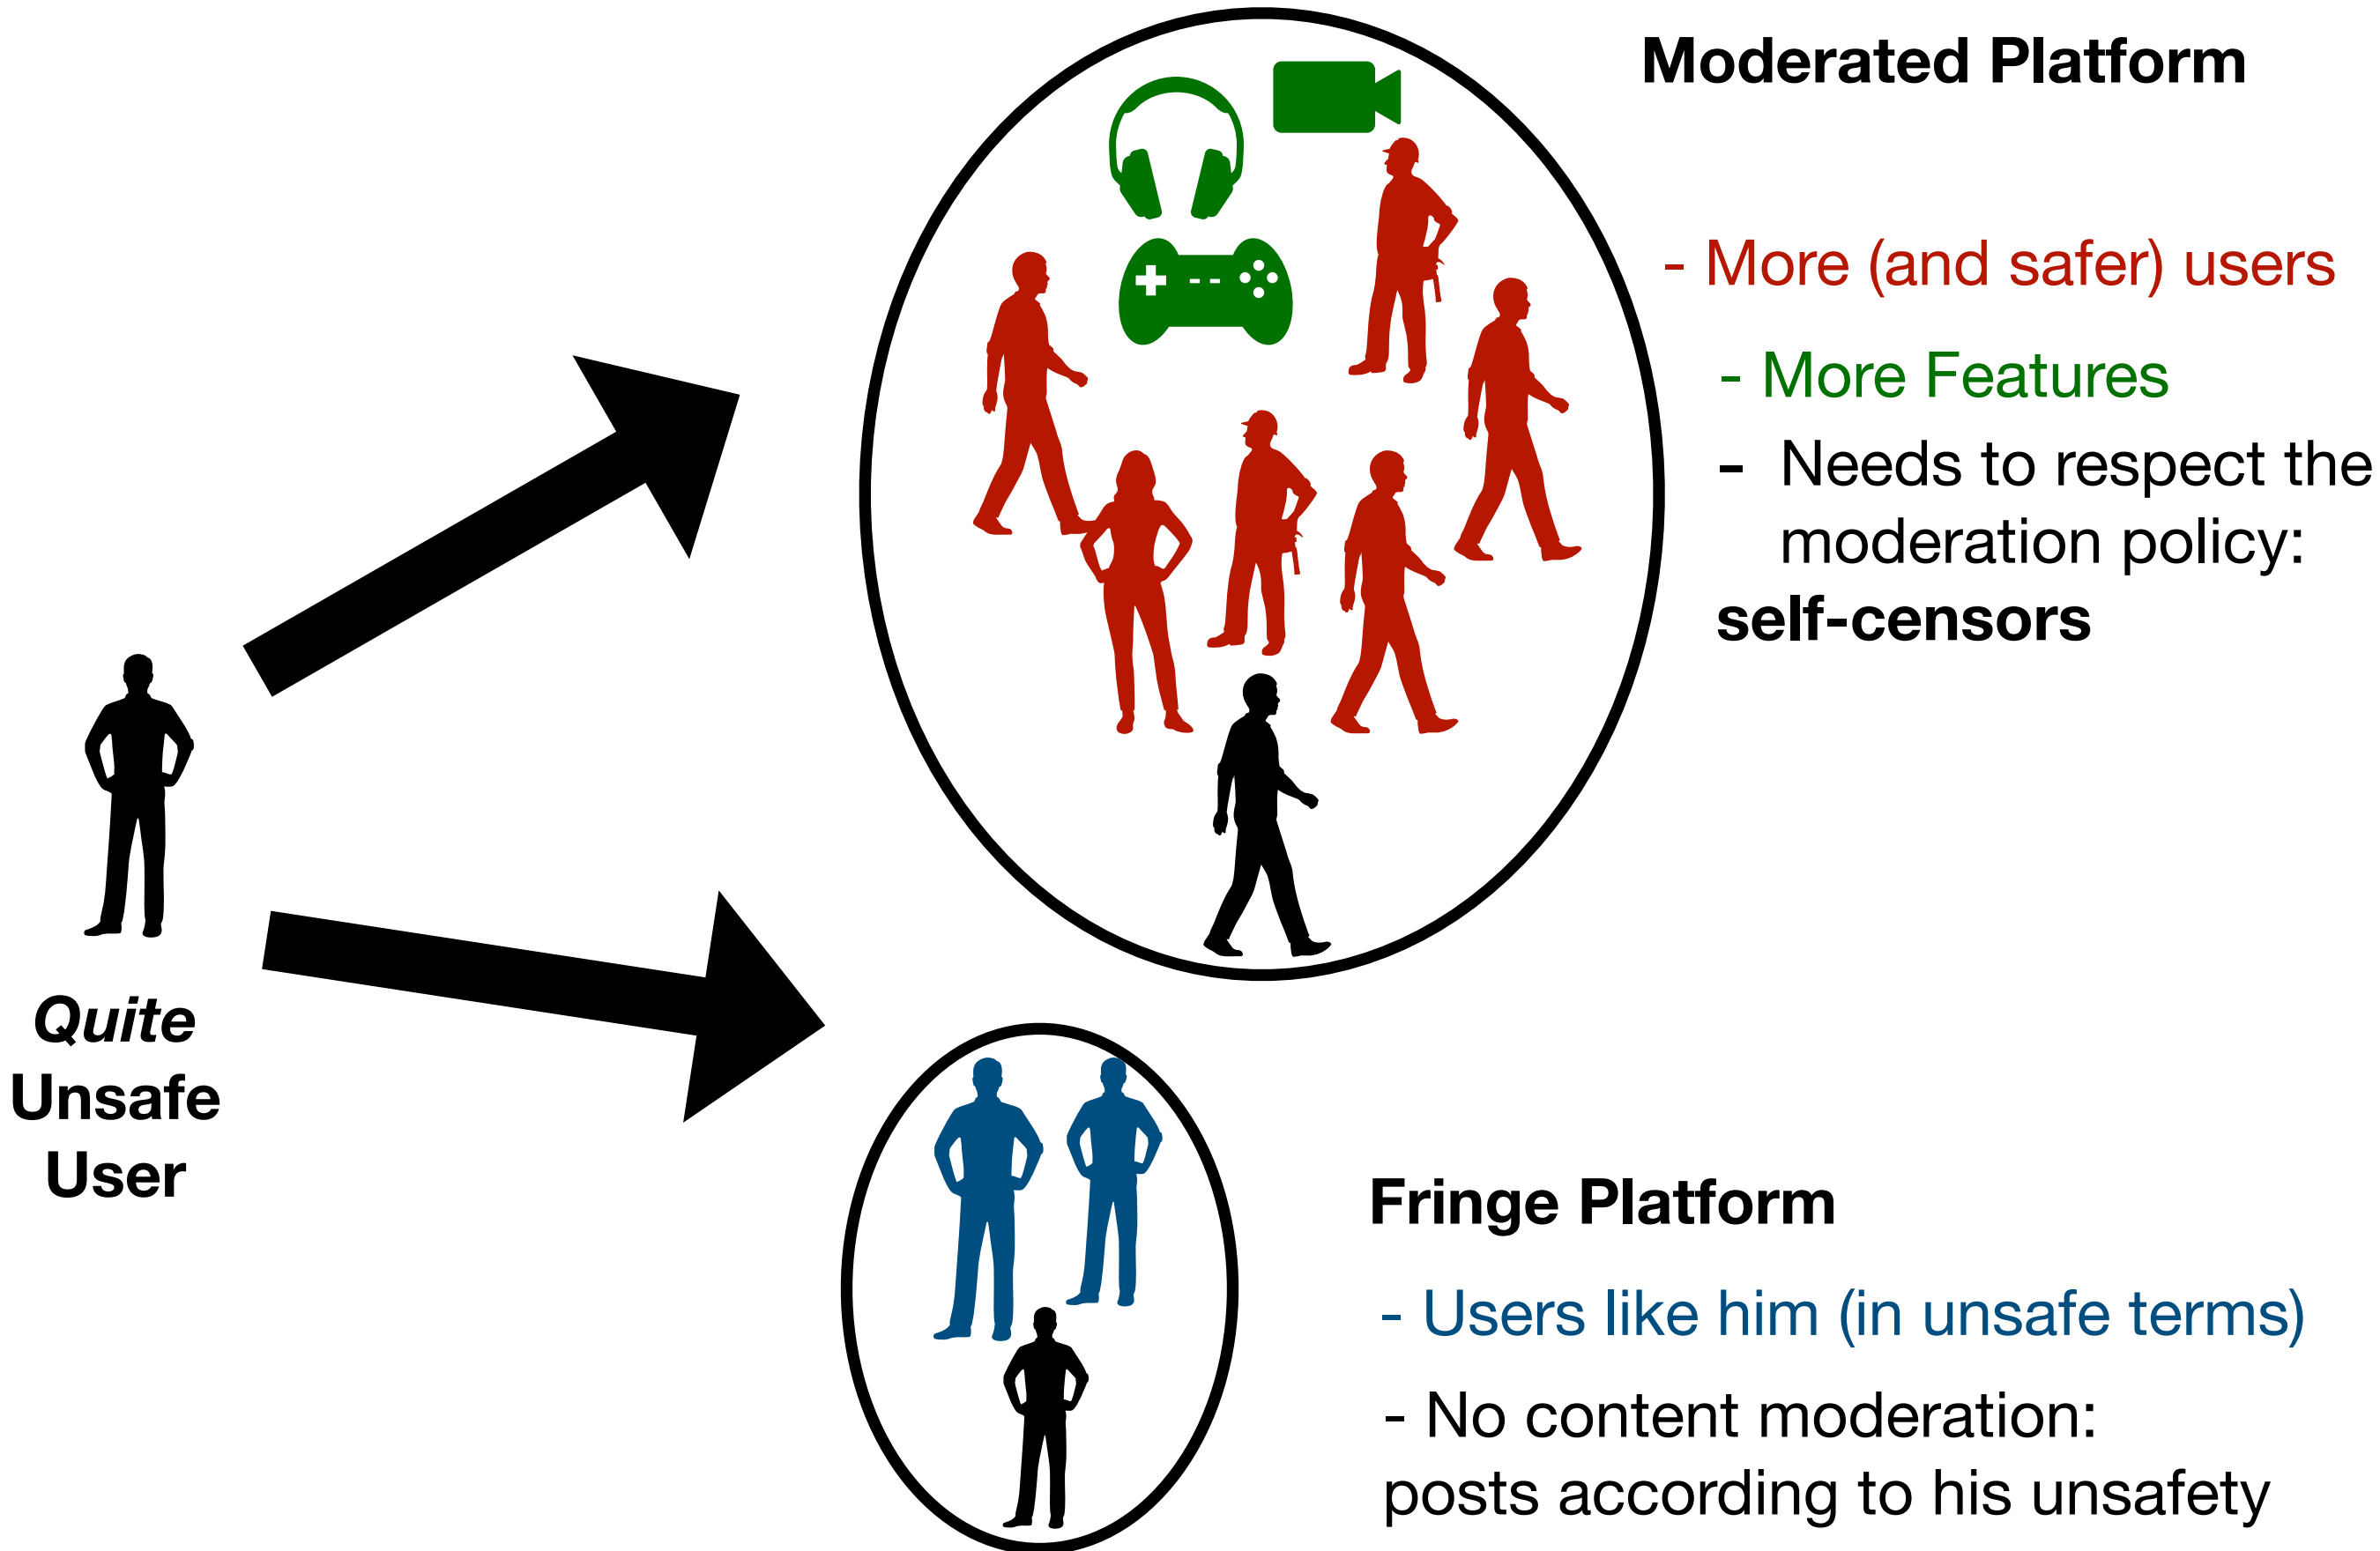 Moderated Platform
- More (and safer) users
- More Features
- Needs to respect the
moderation policy:
self-censors
Quite
Unsafe
User
Fringe Platform
- Users like him (in unsafe terms)
- No content moderation:
posts according to his unsafety